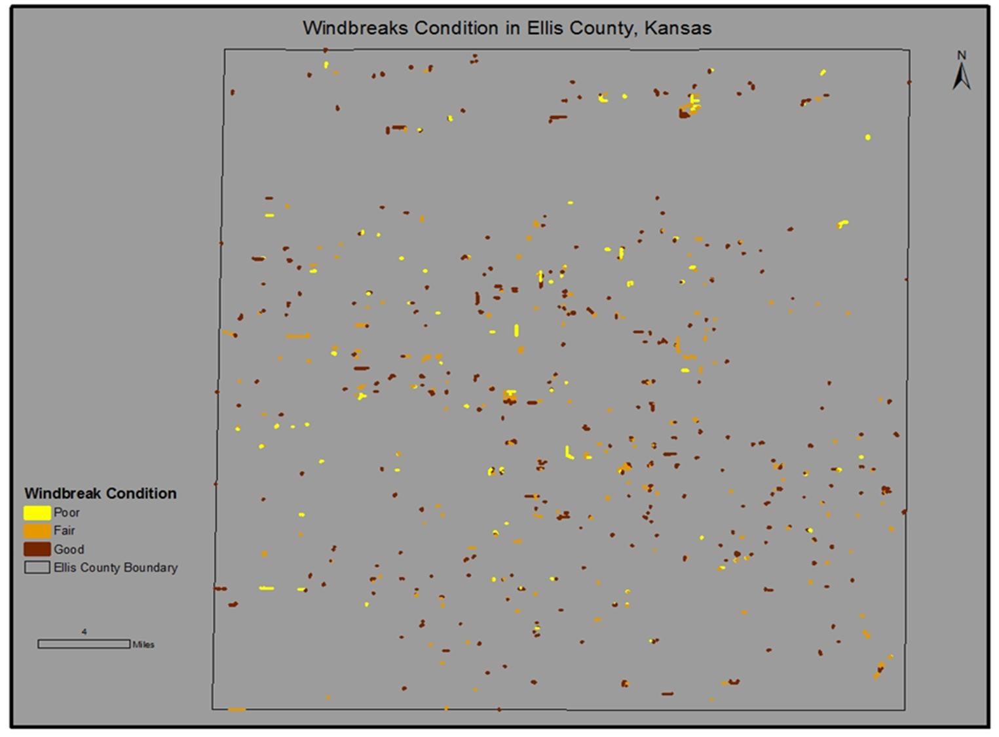 Windbreaks Condition in Ellis County, Kansas
N
Windbreak Condition
Poor
Fair
Good
Ellis County Boundary
4
Miles